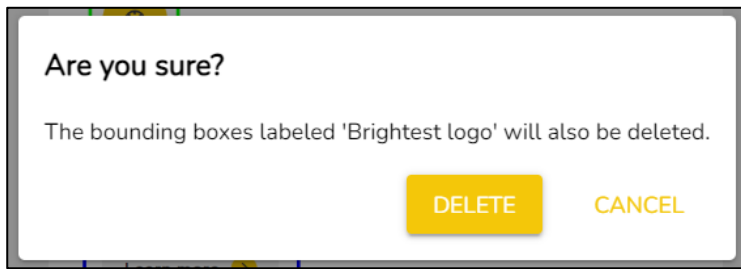 Are you sure?
The bounding boxes labeled 'Brightest logo' will also be deleted.
DELETE CANCEL